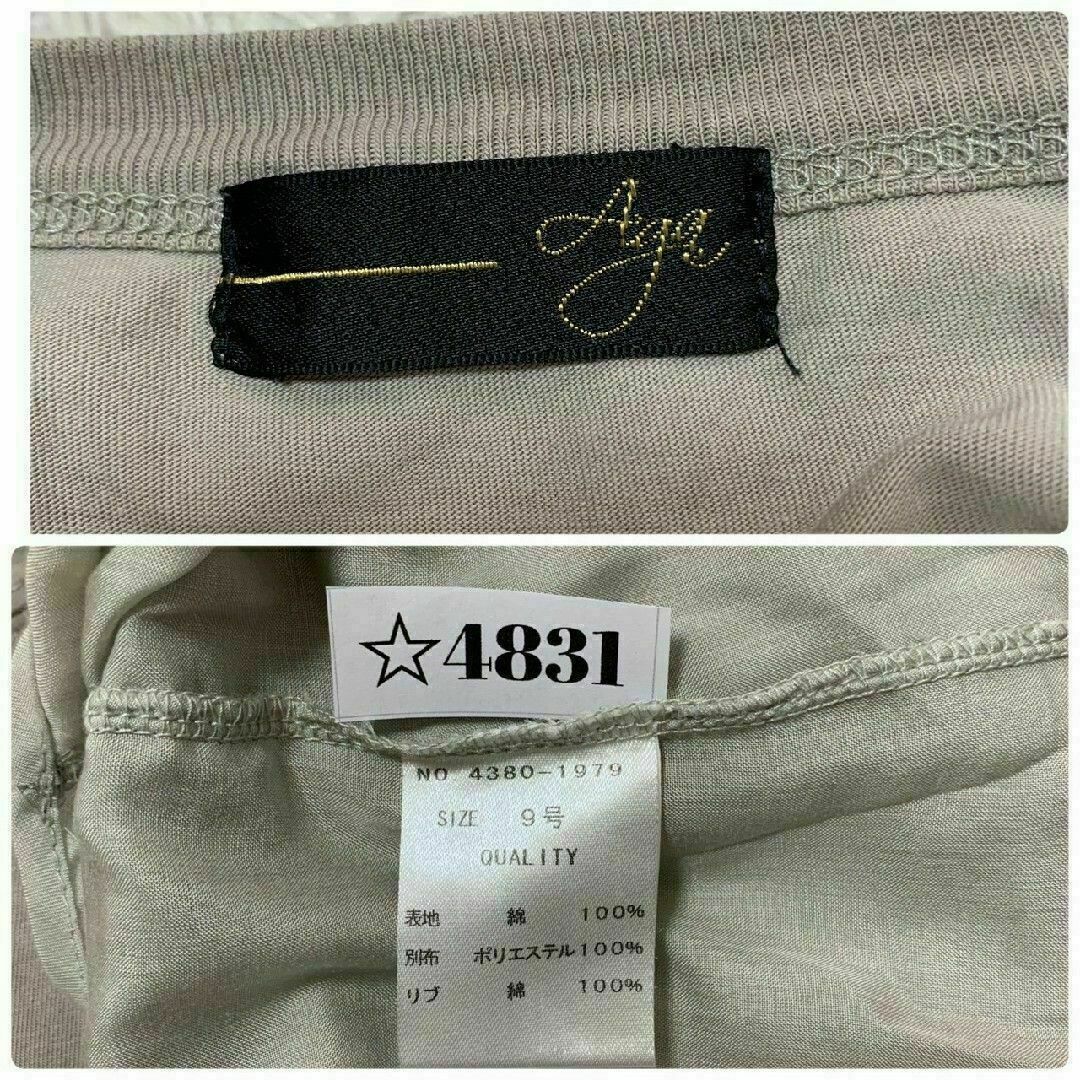 Aya
☆4831
NO 4380-1979
SIZE 9号
QUALITY
表地 綿 100%
別布 ポリエステル100%
リブ 綿 100%